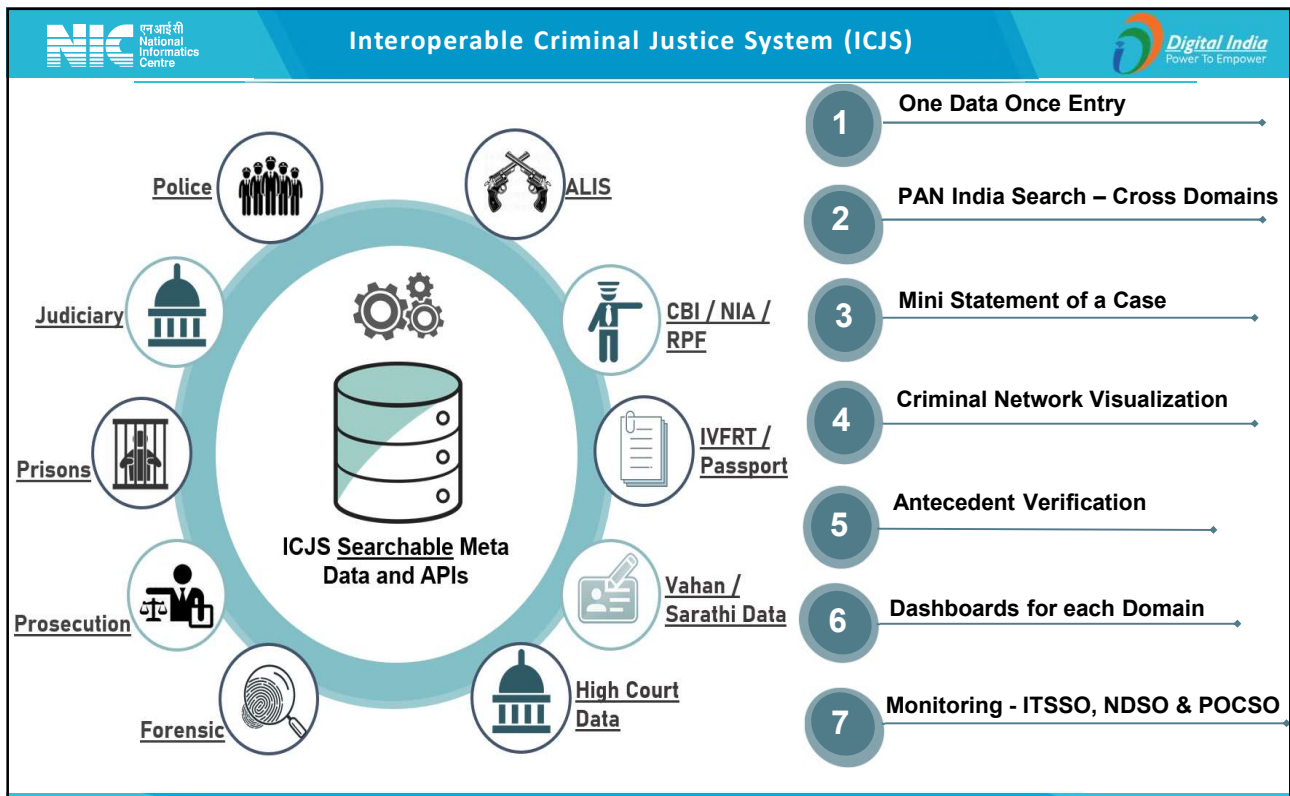 एन आई सी
NIC National
Informatics
Centre
Interoperable Criminal Justice System (ICJS)
Digital India
Power To Empower
Police
ALIS
Judiciary
CBI / NIA /
RPF
Prisons
IVFRT /
Passport
ICJS Searchable Meta
Data and APIs
Prosecution
Vahan /
Sarathi Data
Forensic
High Court
Data
1 One Data Once Entry
2 PAN India Search – Cross Domains
3 Mini Statement of a Case
4 Criminal Network Visualization
5 Antecedent Verification
6 Dashboards for each Domain
7 Monitoring - ITSSO, NDSO & POCSO